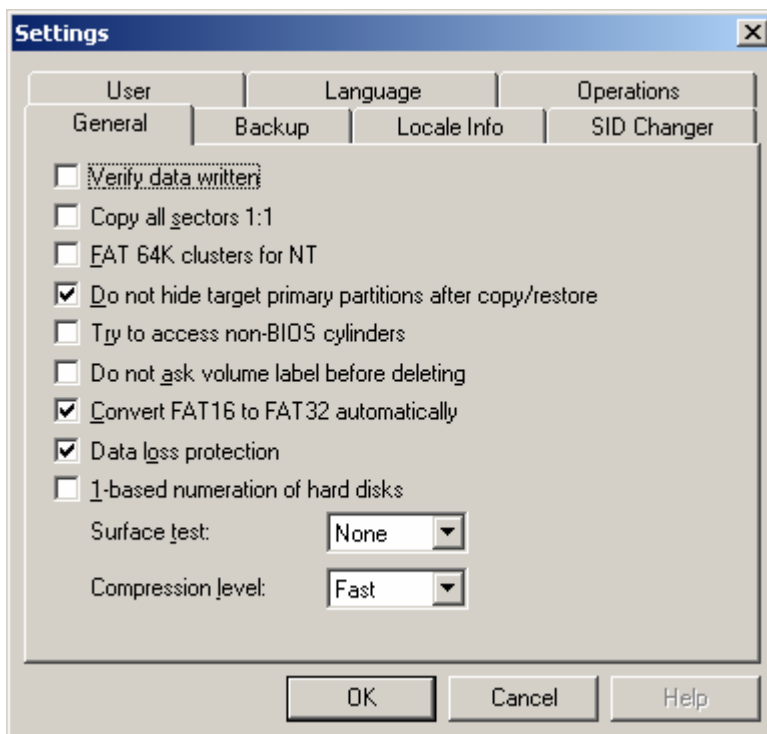 Settings
User Language Operations
General Backup Locale Info SID Changer
Verify data written
Copy all sectors 1:1
FAT 64K clusters for NT
Do not hide target primary partitions after copy/restore
Try to access non-BIOS cylinders
Do not ask volume label before deleting
Convert FAT16 to FAT32 automatically
Data loss protection
1-based numeration of hard disks
Surface test: None
Compression level: Fast
OK Cancel Help